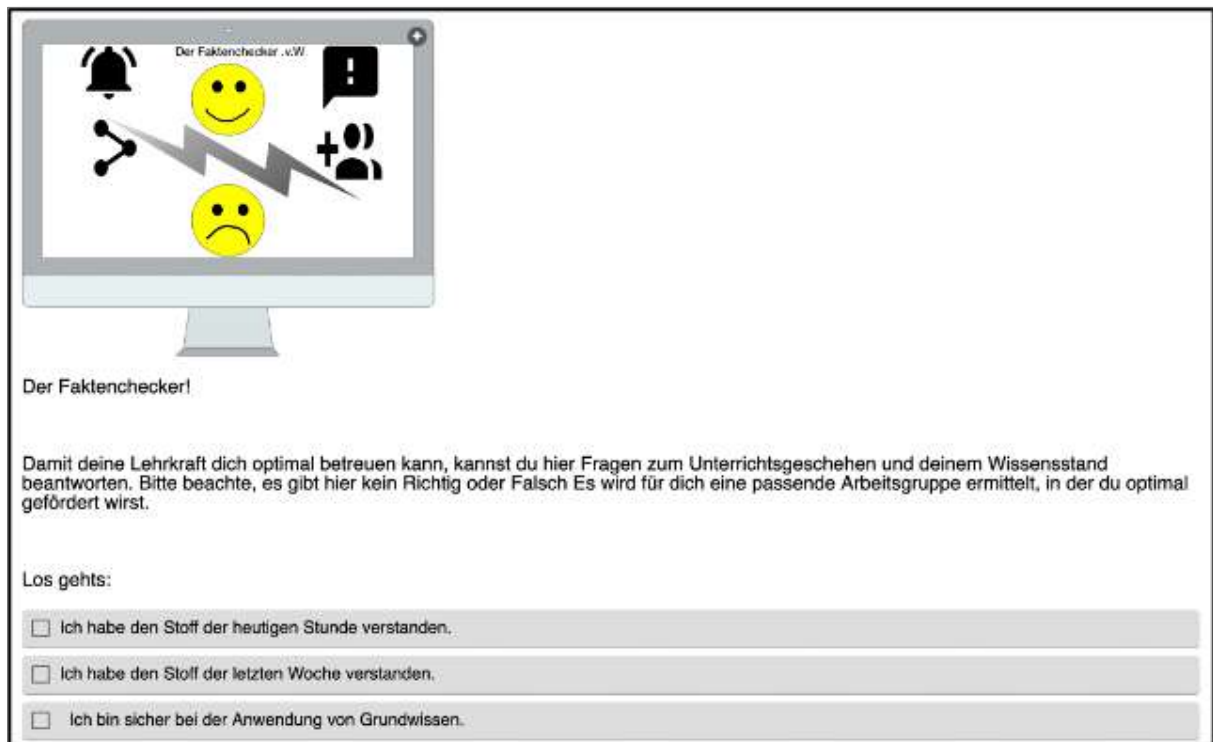 Der Faktenchecker .v.W
Der Faktenchecker!
Damit deine Lehrkraft dich optimal betreuen kann, kannst du hier Fragen zum Unterrichtsgeschehen und deinem Wissensstand
beantworten. Bitte beachte, es gibt hier kein Richtig oder Falsch Es wird für dich eine passende Arbeitsgruppe ermittelt, in der du optimal
gefördert wirst.
Los gehts:
Ich habe den Stoff der heutigen Stunde verstanden.
Ich habe den Stoff der letzten Woche verstanden.
Ich bin sicher bei der Anwendung von Grundwissen.